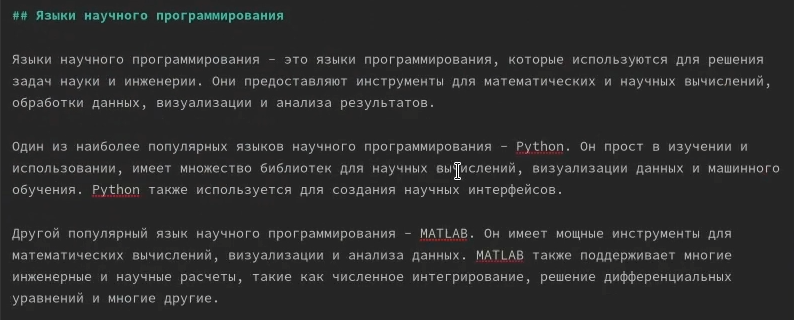 ## Языки научного программирования
Языки научного программирования - это языки программирования, которые используются для решения
задач науки и инженерии. Они предоставляют инструменты для математических и научных вычислений,
обработки данных, визуализации и анализа результатов.
Один из наиболее популярных языков научного программирования - Python. Он прост в изучении и
использовании, имеет множество библиотек для научных вычислений, визуализации данных и машинного
обучения. Python также используется для создания научных интерфейсов.
Другой популярный язык научного программирования - MATLAB. Он имеет мощные инструменты для
математических вычислений, визуализации и анализа данных. MATLAB также поддерживает многие
инженерные и научные расчеты, такие как численное интегрирование, решение дифференциальных
уравнений и многие другие.